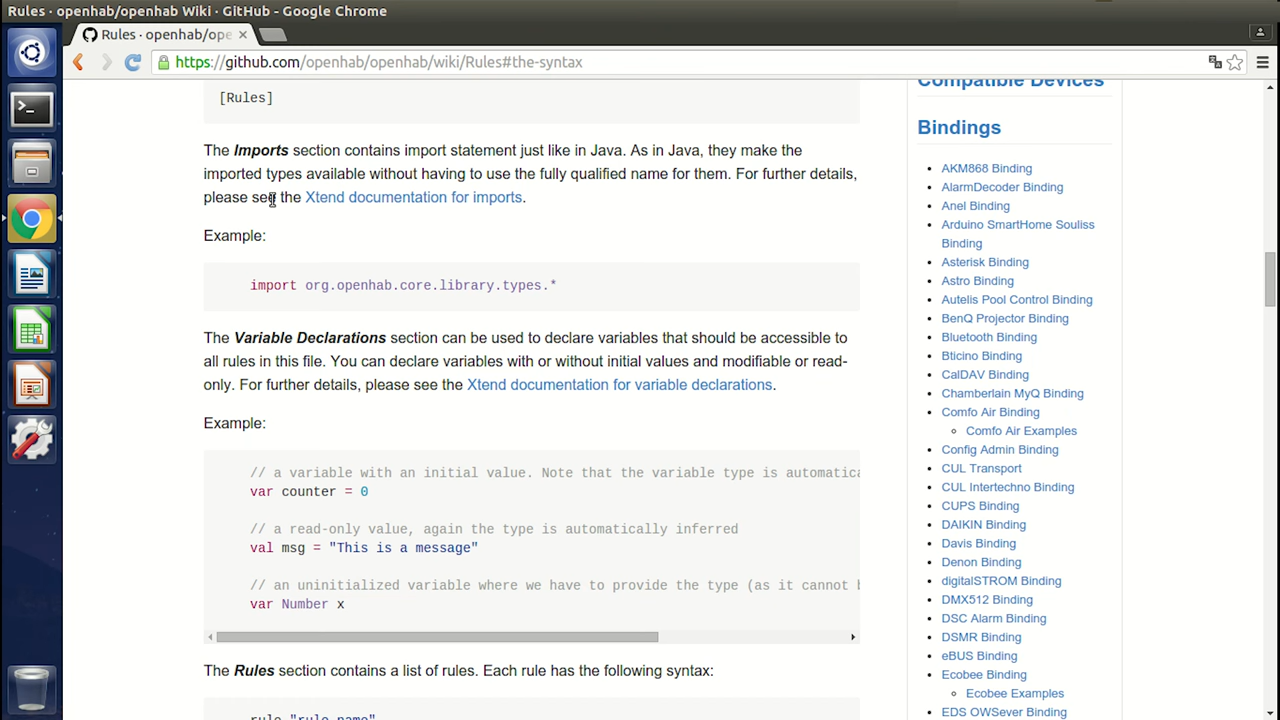 Rules · openhab/openhab Wiki · GitHub - Google Chrome
Rules · openhab/ope
https://github.com/openhab/openhab/wiki/Rules#the-syntax
[Rules]
The Imports section contains import statement just like in Java. As in Java, they make the
imported types available without having to use the fully qualified name for them. For further details,
please see the Xtend documentation for imports.
Example:
import org.openhab.core.library.types.*
The Variable Declarations section can be used to declare variables that should be accessible to
all rules in this file. You can declare variables with or without initial values and modifiable or read-
only. For further details, please see the Xtend documentation for variable declarations.
Example:
// a variable with an initial value. Note that the variable type is automatica
var counter = 0
// a read-only value, again the type is automatically inferred
val msg = "This is a message"
// an uninitialized variable where we have to provide the type (as it cannot b
var Number x
The Rules section contains a list of rules. Each rule has the following syntax:
rule "rule name"
Compatible Devices
Bindings
AKM868 Binding
AlarmDecoder Binding
Anel Binding
Arduino SmartHome Souliss
Binding
Asterisk Binding
Astro Binding
Autelis Pool Control Binding
BenQ Projector Binding
Bluetooth Binding
Bticino Binding
CalDAV Binding
Chamberlain MyQ Binding
Comfo Air Binding
Comfo Air Examples
Config Admin Binding
CUL Transport
CUL Intertechno Binding
CUPS Binding
DAIKIN Binding
Davis Binding
Denon Binding
digitalSTROM Binding
DMX512 Binding
DSC Alarm Binding
DSMR Binding
eBUS Binding
Ecobee Binding
Ecobee Examples
EDS OWSever Binding